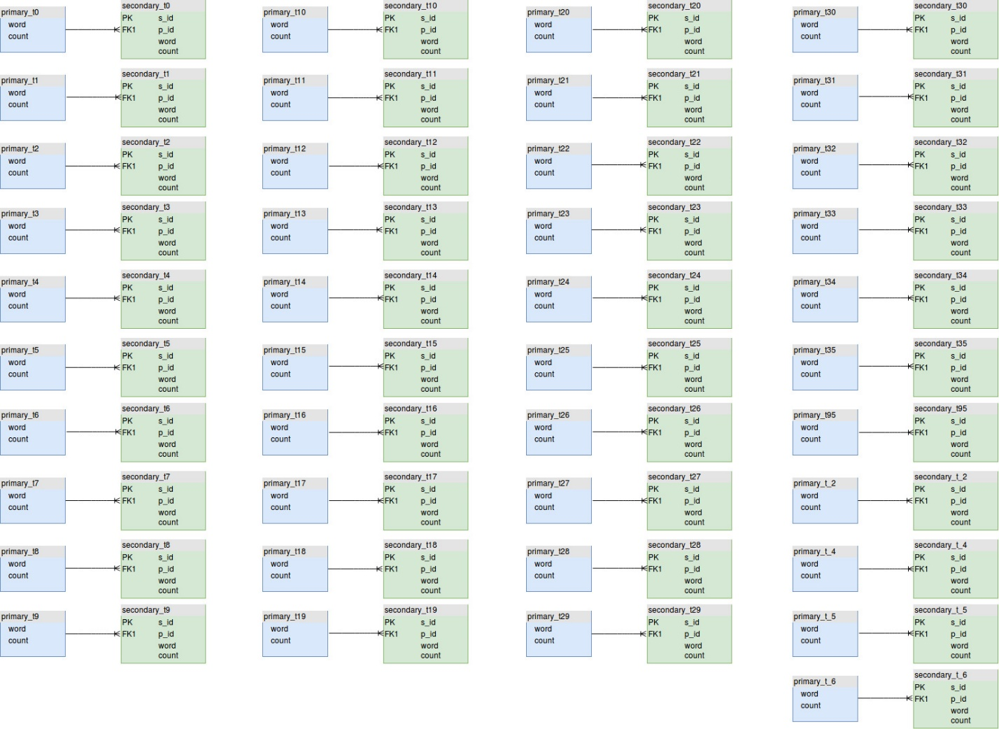 primary_t0
word
count
secondary_t0
PK s_id
FK1 p_id
word
count
primary_t10
word
count
secondary_t10
PK s_id
FK1 p_id
word
count
primary_t20
word
count
secondary_t20
PK s_id
FK1 p_id
word
count
primary_t30
word
count
secondary_t30
PK s_id
FK1 p_id
word
count
primary_t1
word
count
secondary_t1
PK s_id
FK1 p_id
word
count
primary_t11
word
count
secondary_t11
PK s_id
FK1 p_id
word
count
primary_t21
word
count
secondary_t21
PK s_id
FK1 p_id
word
count
primary_t31
word
count
secondary_t31
PK s_id
FK1 p_id
word
count
primary_t2
word
count
secondary_t2
PK s_id
FK1 p_id
word
count
primary_t12
word
count
secondary_t12
PK s_id
FK1 p_id
word
count
primary_t22
word
count
secondary_t22
PK s_id
FK1 p_id
word
count
primary_t32
word
count
secondary_t32
PK s_id
FK1 p_id
word
count
primary_t3
word
count
secondary_t3
PK s_id
FK1 p_id
word
count
primary_t13
word
count
secondary_t13
PK s_id
FK1 p_id
word
count
primary_t23
word
count
secondary_t23
PK s_id
FK1 p_id
word
count
primary_t33
word
count
secondary_t33
PK s_id
FK1 p_id
word
count
primary_t4
word
count
secondary_t4
PK s_id
FK1 p_id
word
count
primary_t14
word
count
secondary_t14
PK s_id
FK1 p_id
word
count
primary_t24
word
count
secondary_t24
PK s_id
FK1 p_id
word
count
primary_t34
word
count
secondary_t34
PK s_id
FK1 p_id
word
count
primary_t5
word
count
secondary_t5
PK s_id
FK1 p_id
word
count
primary_t15
word
count
secondary_t15
PK s_id
FK1 p_id
word
count
primary_t25
word
count
secondary_t25
PK s_id
FK1 p_id
word
count
primary_t35
word
count
secondary_t35
PK s_id
FK1 p_id
word
count
primary_t6
word
count
secondary_t6
PK s_id
FK1 p_id
word
count
primary_t16
word
count
secondary_t16
PK s_id
FK1 p_id
word
count
primary_t26
word
count
secondary_t26
PK s_id
FK1 p_id
word
count
primary_t95
word
count
secondary_t95
PK s_id
FK1 p_id
word
count
primary_t7
word
count
secondary_t7
PK s_id
FK1 p_id
word
count
primary_t17
word
count
secondary_t17
PK s_id
FK1 p_id
word
count
primary_t27
word
count
secondary_t27
PK s_id
FK1 p_id
word
count
primary_t_2
word
count
secondary_t_2
PK s_id
FK1 p_id
word
count
primary_t8
word
count
secondary_t8
PK s_id
FK1 p_id
word
count
primary_t18
word
count
secondary_t18
PK s_id
FK1 p_id
word
count
primary_t28
word
count
secondary_t28
PK s_id
FK1 p_id
word
count
primary_t_4
word
count
secondary_t_4
PK s_id
FK1 p_id
word
count
primary_t9
word
count
secondary_t9
PK s_id
FK1 p_id
word
count
primary_t19
word
count
secondary_t19
PK s_id
FK1 p_id
word
count
primary_t29
word
count
secondary_t29
PK s_id
FK1 p_id
word
count
primary_t_5
word
count
secondary_t_5
PK s_id
FK1 p_id
word
count
primary_t_6
word
count
secondary_t_6
PK s_id
FK1 p_id
word
count